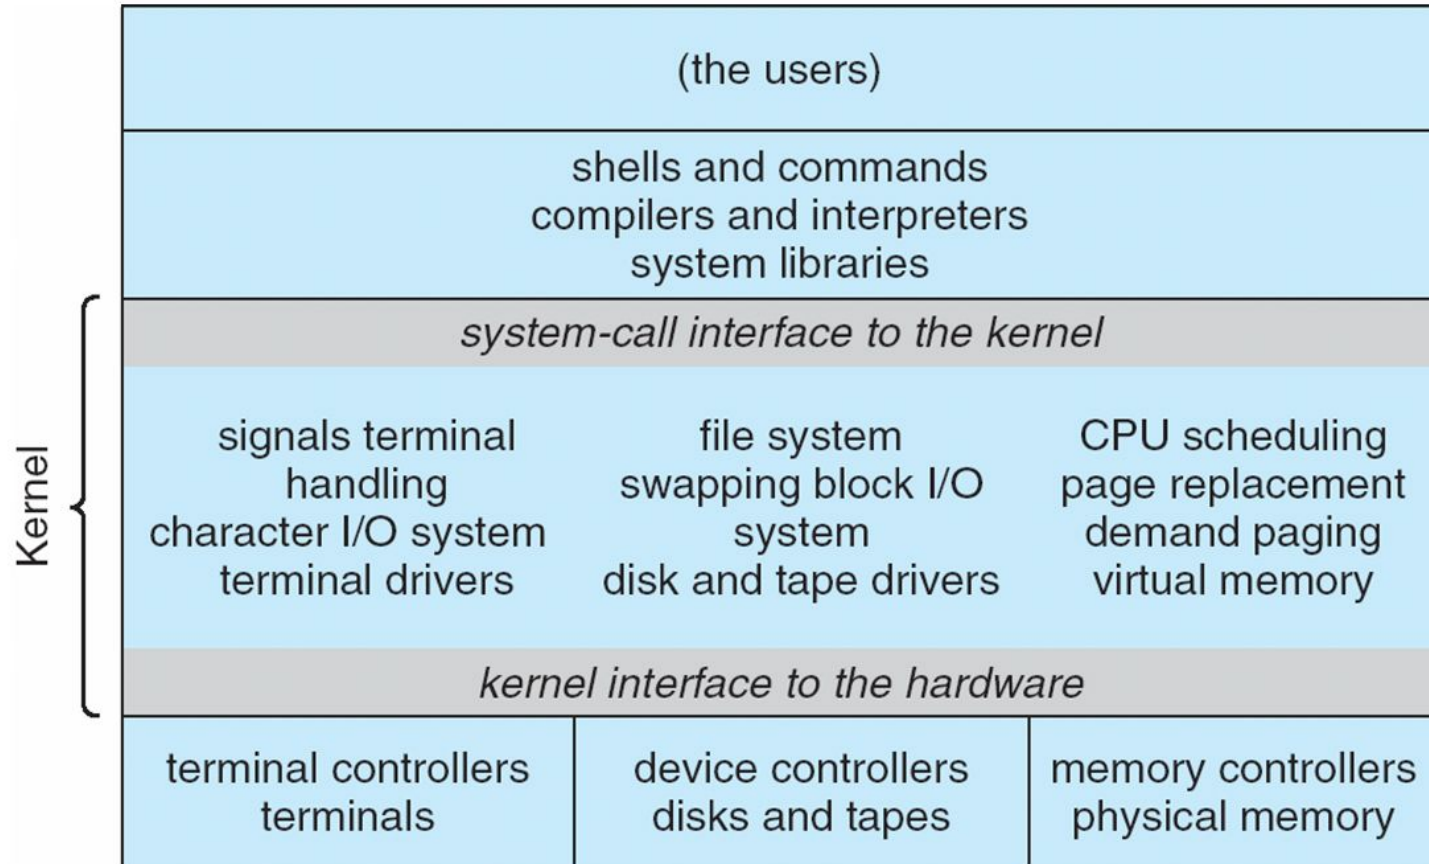 (the users)
shells and commands
compilers and interpreters
system libraries
system-call interface to the kernel
Kernel
signals terminal
handling
character I/O system
terminal drivers
file system
swapping block I/O
system
disk and tape drivers
CPU scheduling
page replacement
demand paging
virtual memory
kernel interface to the hardware
terminal controllers
terminals
device controllers
disks and tapes
memory controllers
physical memory